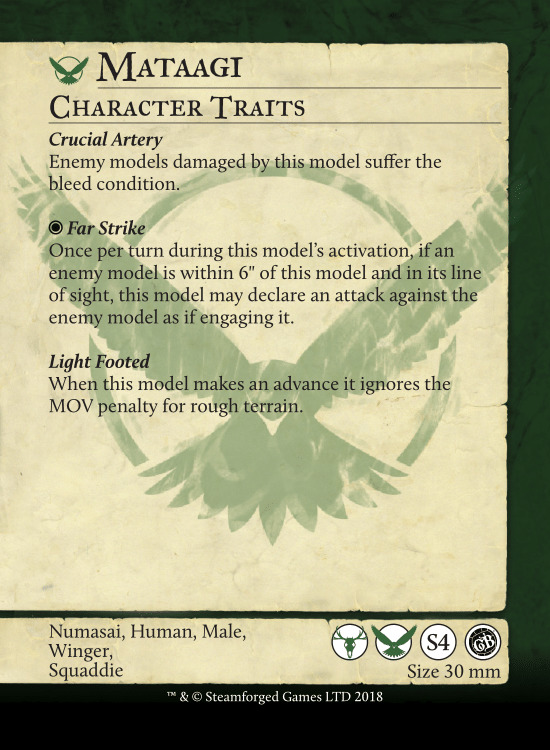 Mataagi
Character Traits
Crucial Artery
Enemy models damaged by this model suffer the
bleed condition.
Far Strike
Once per turn during this model’s activation, if an
enemy model is within 6" of this model and in its line
of sight, this model may declare an attack against the
enemy model as if engaging it.
Light Footed
When this model makes an advance it ignores the
MOV penalty for rough terrain.
Numasai, Human, Male,
Winger,
Squaddie
S4
GB
Size 30 mm
™ & © Steamforged Games LTD 2018